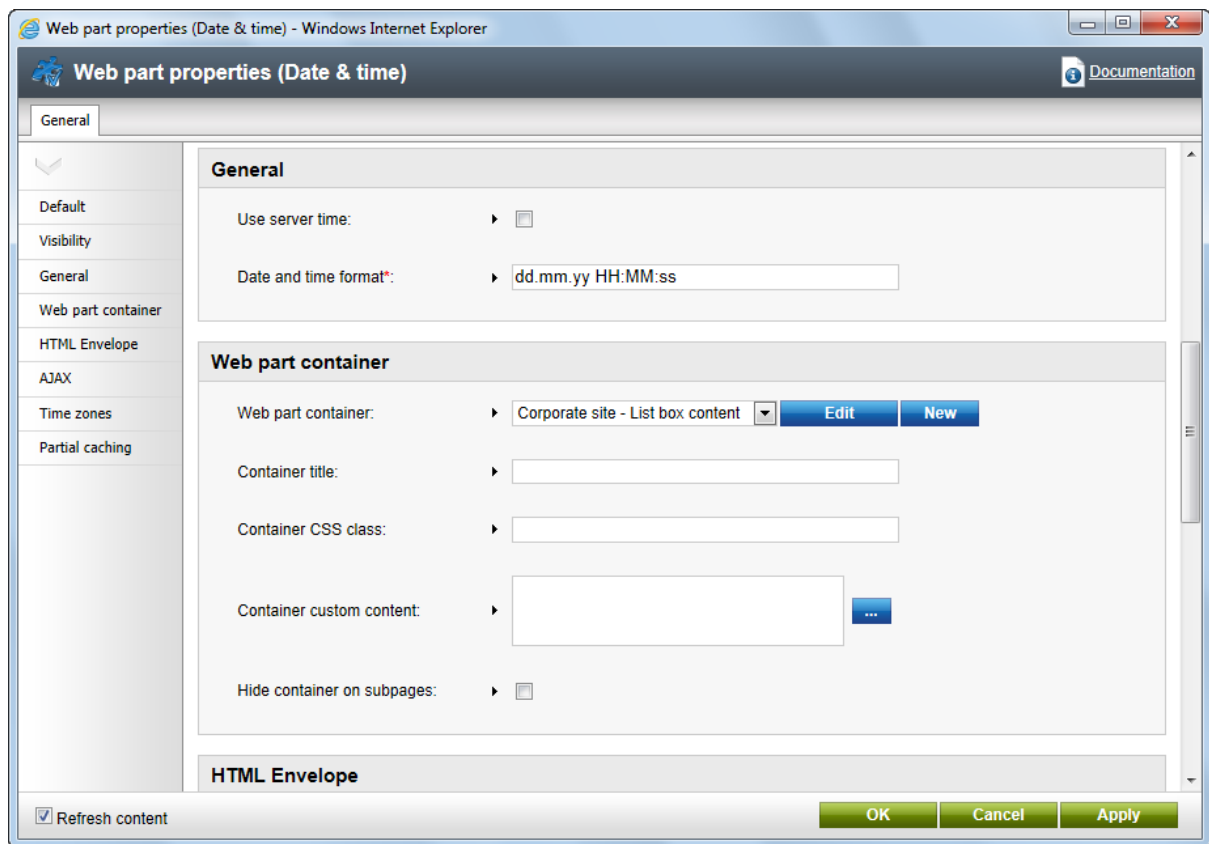 Web part properties (Date & time) - Windows Internet Explorer
Web part properties (Date & time)
Documentation
General
Default
Visibility
General
Web part container
HTML Envelope
AJAX
Time zones
Partial caching
General
Use server time:
Date and time format*: dd.mm.yy HH:MM:ss
Web part container
Web part container: Corporate site - List box content Edit New
Container title:
Container CSS class:
Container custom content: ...
Hide container on subpages:
HTML Envelope
Refresh content
OK Cancel Apply